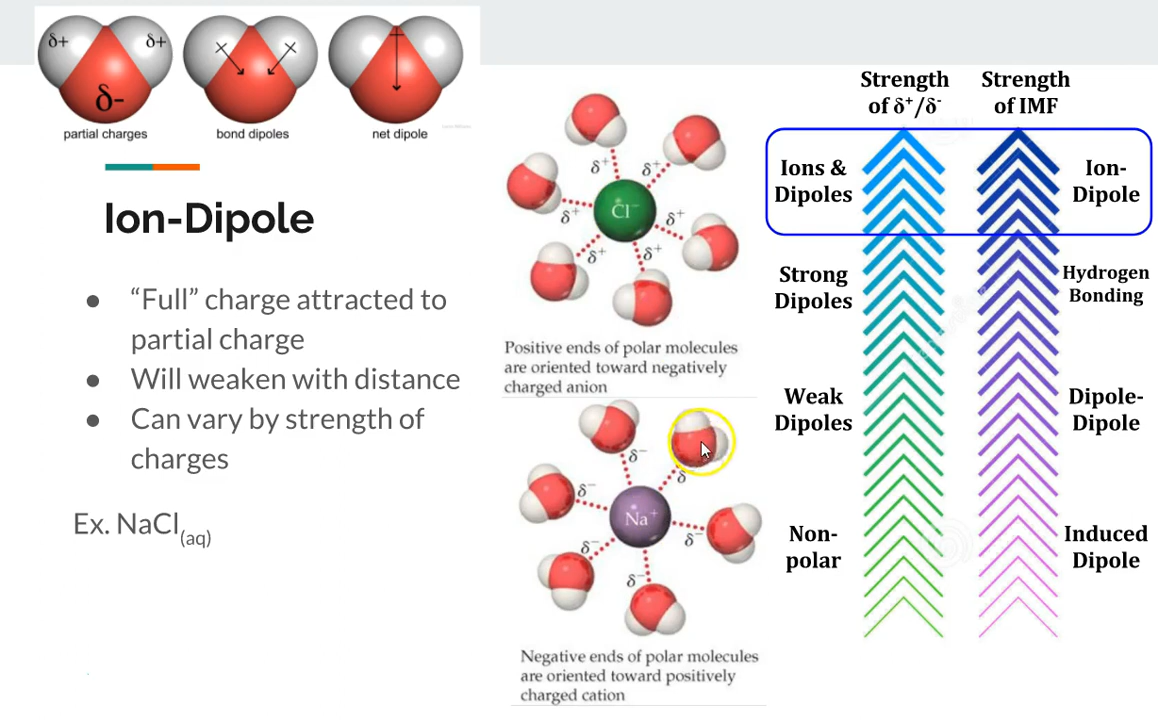 δ+ δ+
δ-
partial charges
bond dipoles
net dipole
Ion-Dipole
● “Full” charge attracted to
partial charge
● Will weaken with distance
● Can vary by strength of
charges
Ex. NaCl(aq)
δ+ δ+
Cl−
δ+ δ+
δ+ δ+
Positive ends of polar molecules
are oriented toward negatively
charged anion
δ− δ
δ−
Na+
δ−
δ−
δ−
Negative ends of polar molecules
are oriented toward positively
charged cation
Strength
of δ+/δ-
Strength
of IMF
Ions &
Dipoles
Ion-
Dipole
Strong
Dipoles
Hydrogen
Bonding
Weak
Dipoles
Dipole-
Dipole
Non-
polar
Induced
Dipole